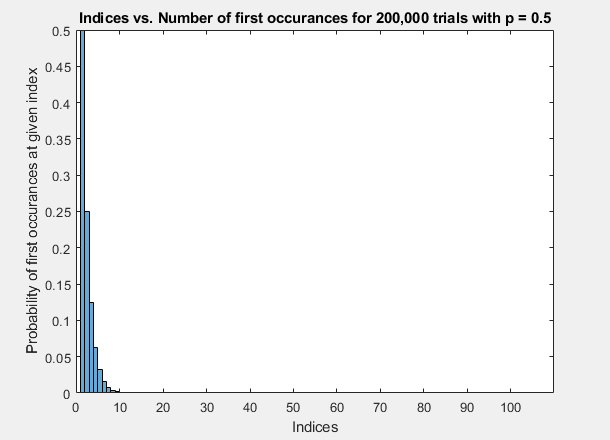 Indices vs. Number of first occurances for 200,000 trials with p = 0.5
Probability of first occurances at given index
0.5
0.45
0.4
0.35
0.3
0.25
0.2
0.15
0.1
0.05
0
0 10 20 30 40 50 60 70 80 90 100
Indices